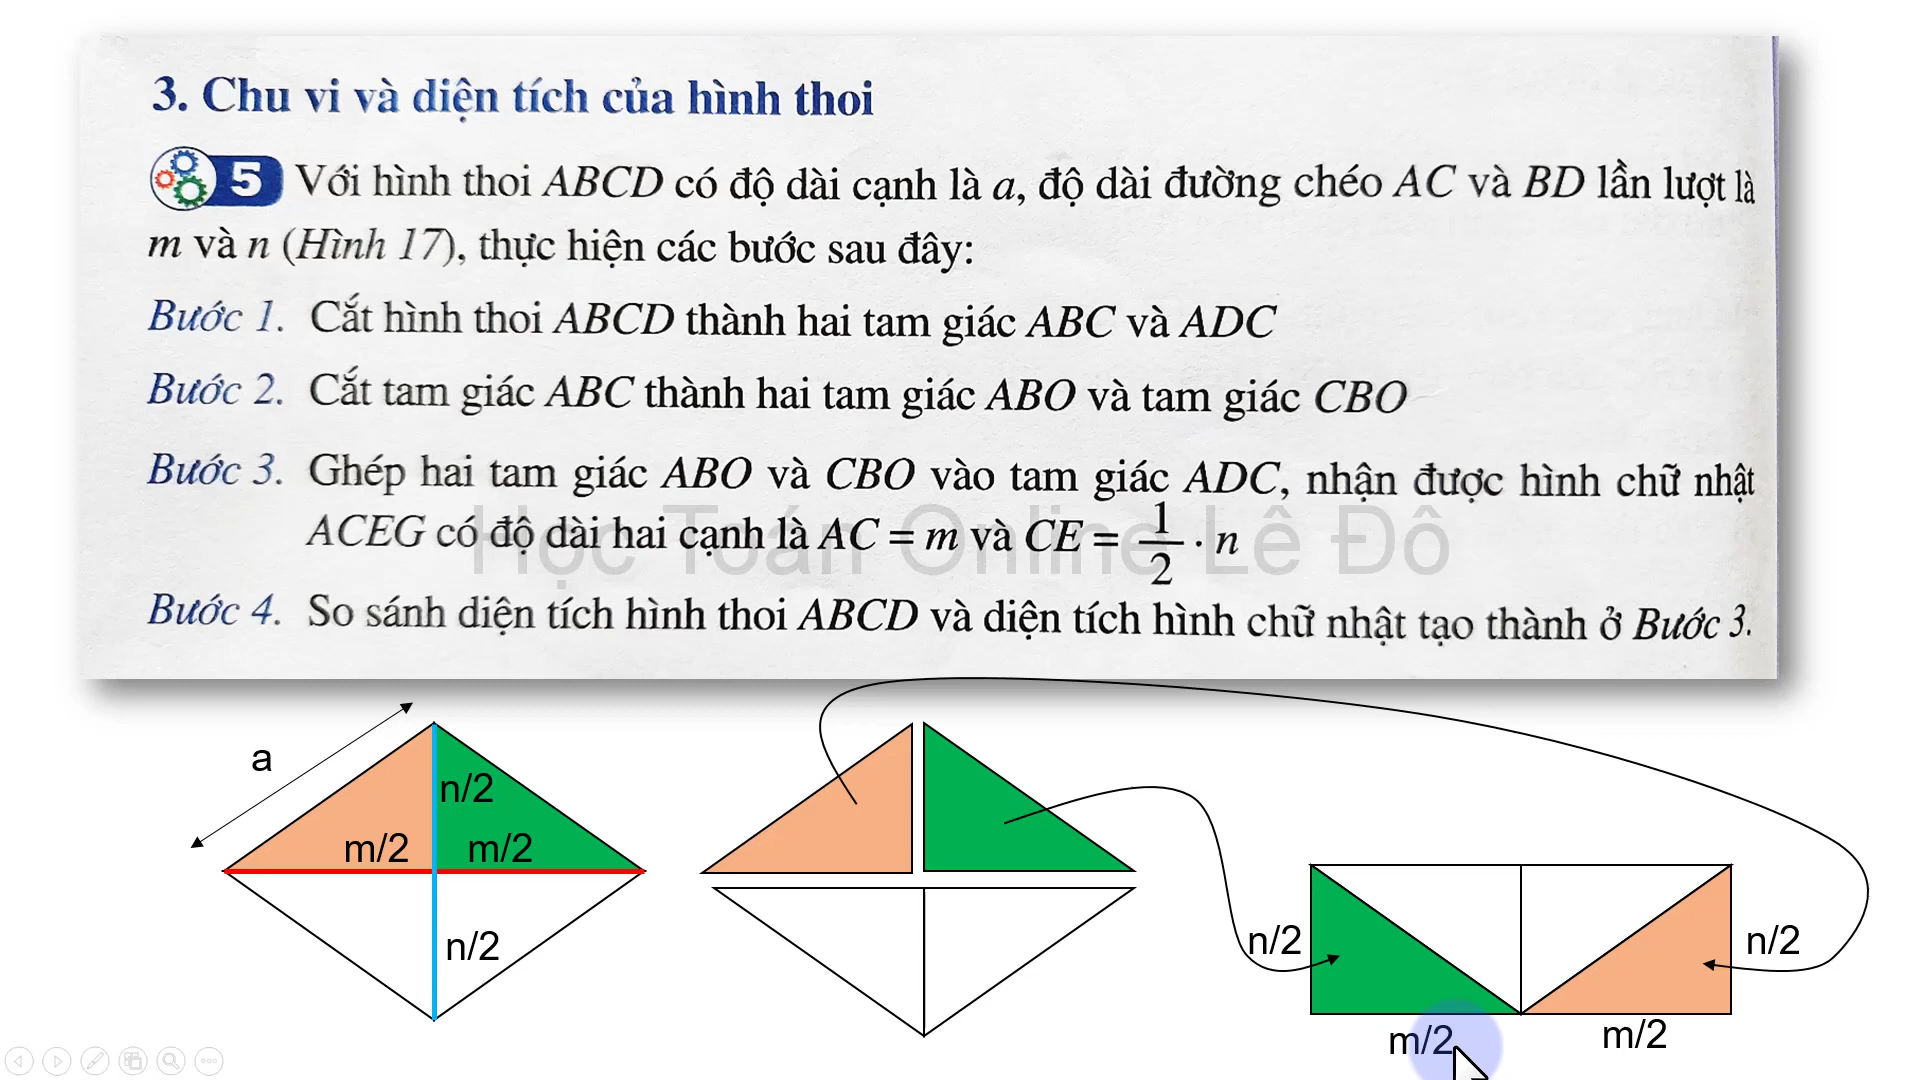 3. Chu vi và diện tích của hình thoi
5 Với hình thoi ABCD có độ dài cạnh là a, độ dài đường chéo AC và BD lần lượt là
m và n (Hình 17), thực hiện các bước sau đây:
Bước 1. Cắt hình thoi ABCD thành hai tam giác ABC và ADC
Bước 2. Cắt tam giác ABC thành hai tam giác ABO và tam giác CBO
Bước 3. Ghép hai tam giác ABO và CBO vào tam giác ADC, nhận được hình chữ nhật
ACEG có độ dài hai cạnh là AC = m và CE = 1/2 · n
Học Toán Online Lê Đô
Bước 4. So sánh diện tích hình thoi ABCD và diện tích hình chữ nhật tạo thành ở Bước 3.
a
n/2
m/2 m/2
n/2
n/2 n/2
m/2 m/2